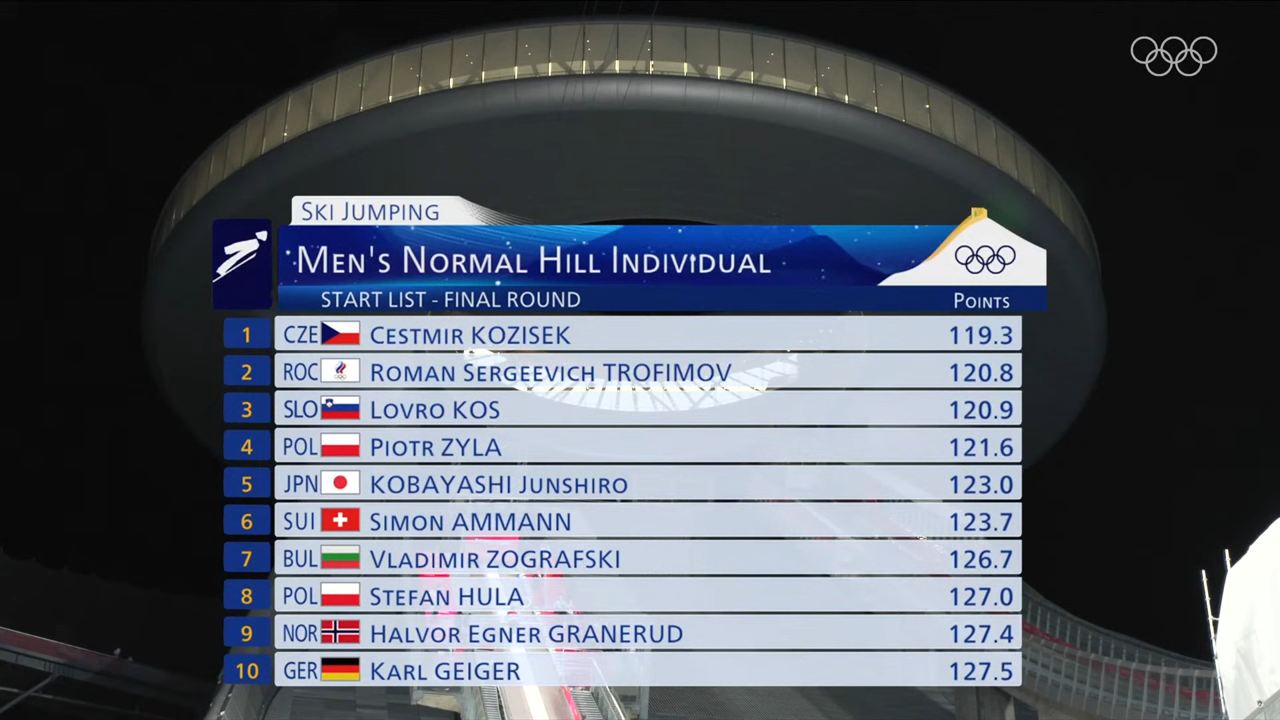 SKI JUMPING
MEN'S NORMAL HILL INDIVIDUAL
START LIST - FINAL ROUND POINTS
1 CZE CESTMIR KOZISEK 119.3
2 ROC ROMAN SERGEEVICH TROFIMOV 120.8
3 SLO LOVRO KOS 120.9
4 POL PIOTR ZYLA 121.6
5 JPN KOBAYASHI JUNSHIRO 123.0
6 SUI SIMON AMMANN 123.7
7 BUL VLADIMIR ZOGRAFSKI 126.7
8 POL STEFAN HULA 127.0
9 NOR HALVOR EGNER GRANERUD 127.4
10 GER KARL GEIGER 127.5